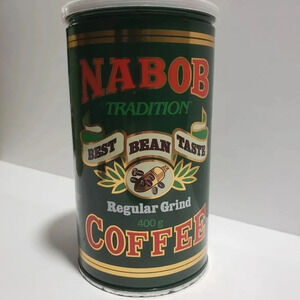 NABOB
TRADITION
BEST BEAN TASTE
Regular Grind
400 g
COFFEE